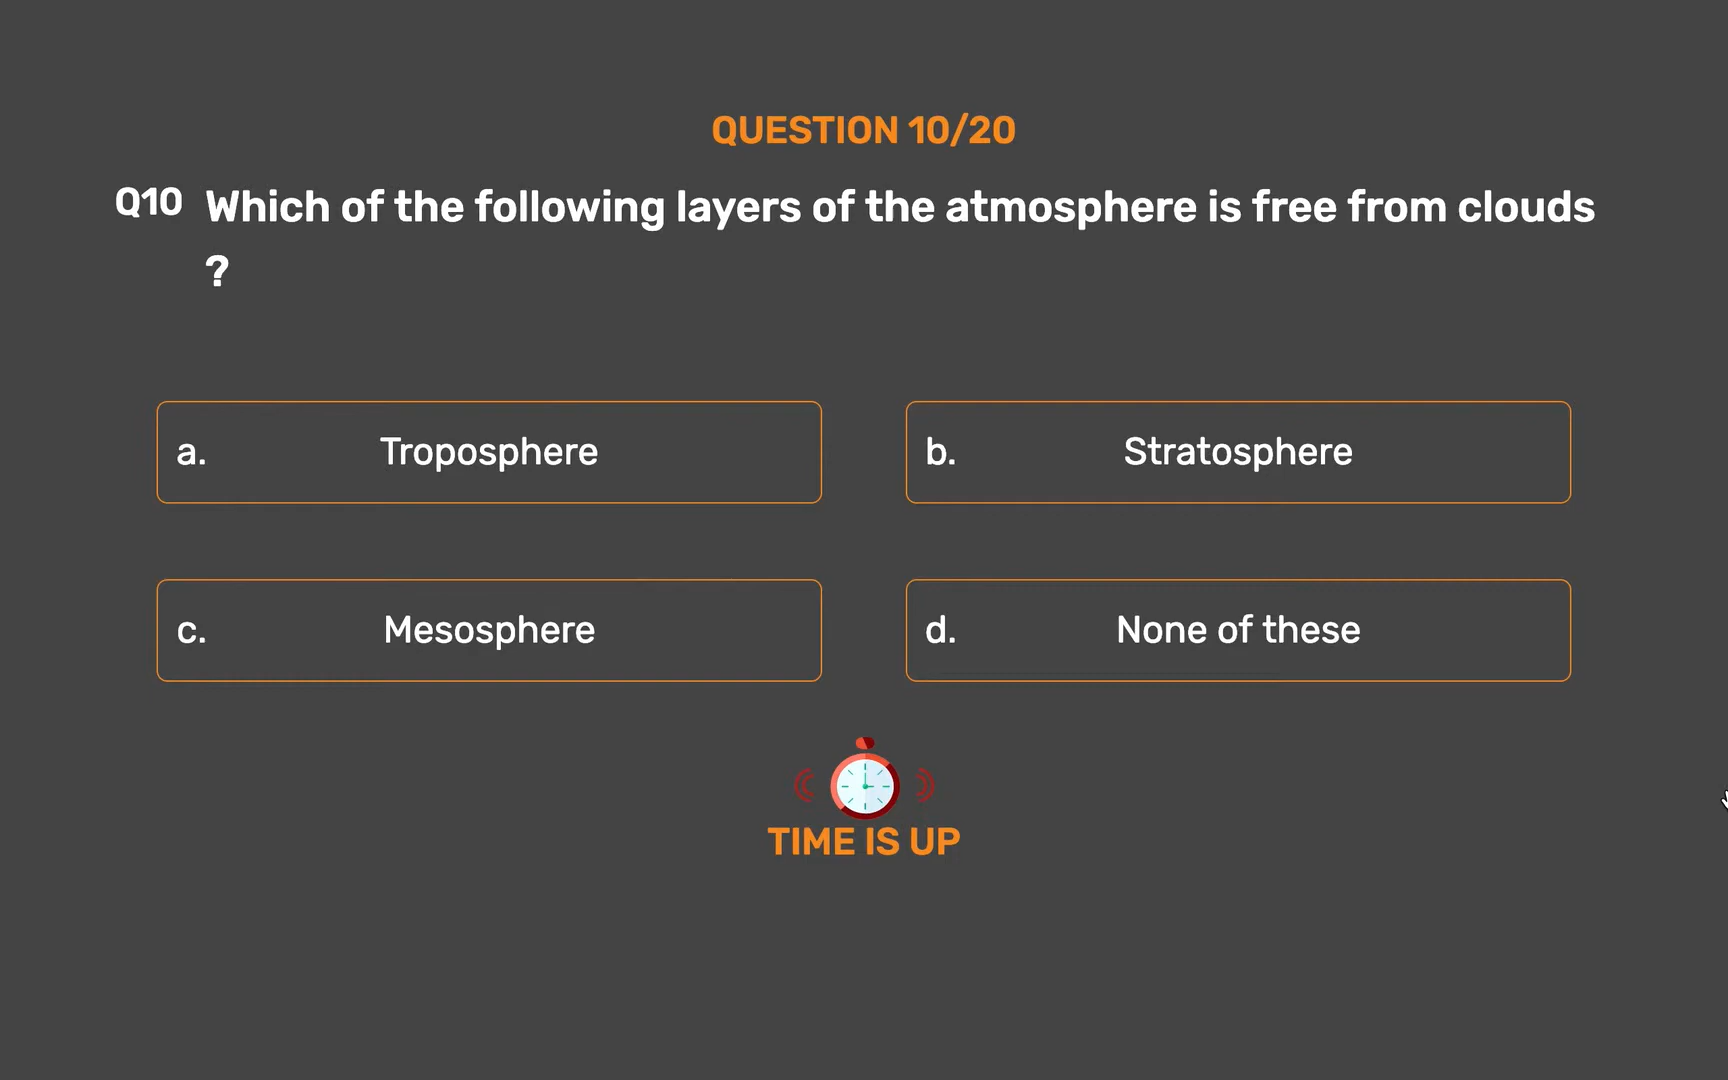 QUESTION 10/20
Q10 Which of the following layers of the atmosphere is free from clouds
?
a. Troposphere
b. Stratosphere
c. Mesosphere
d. None of these
TIME IS UP